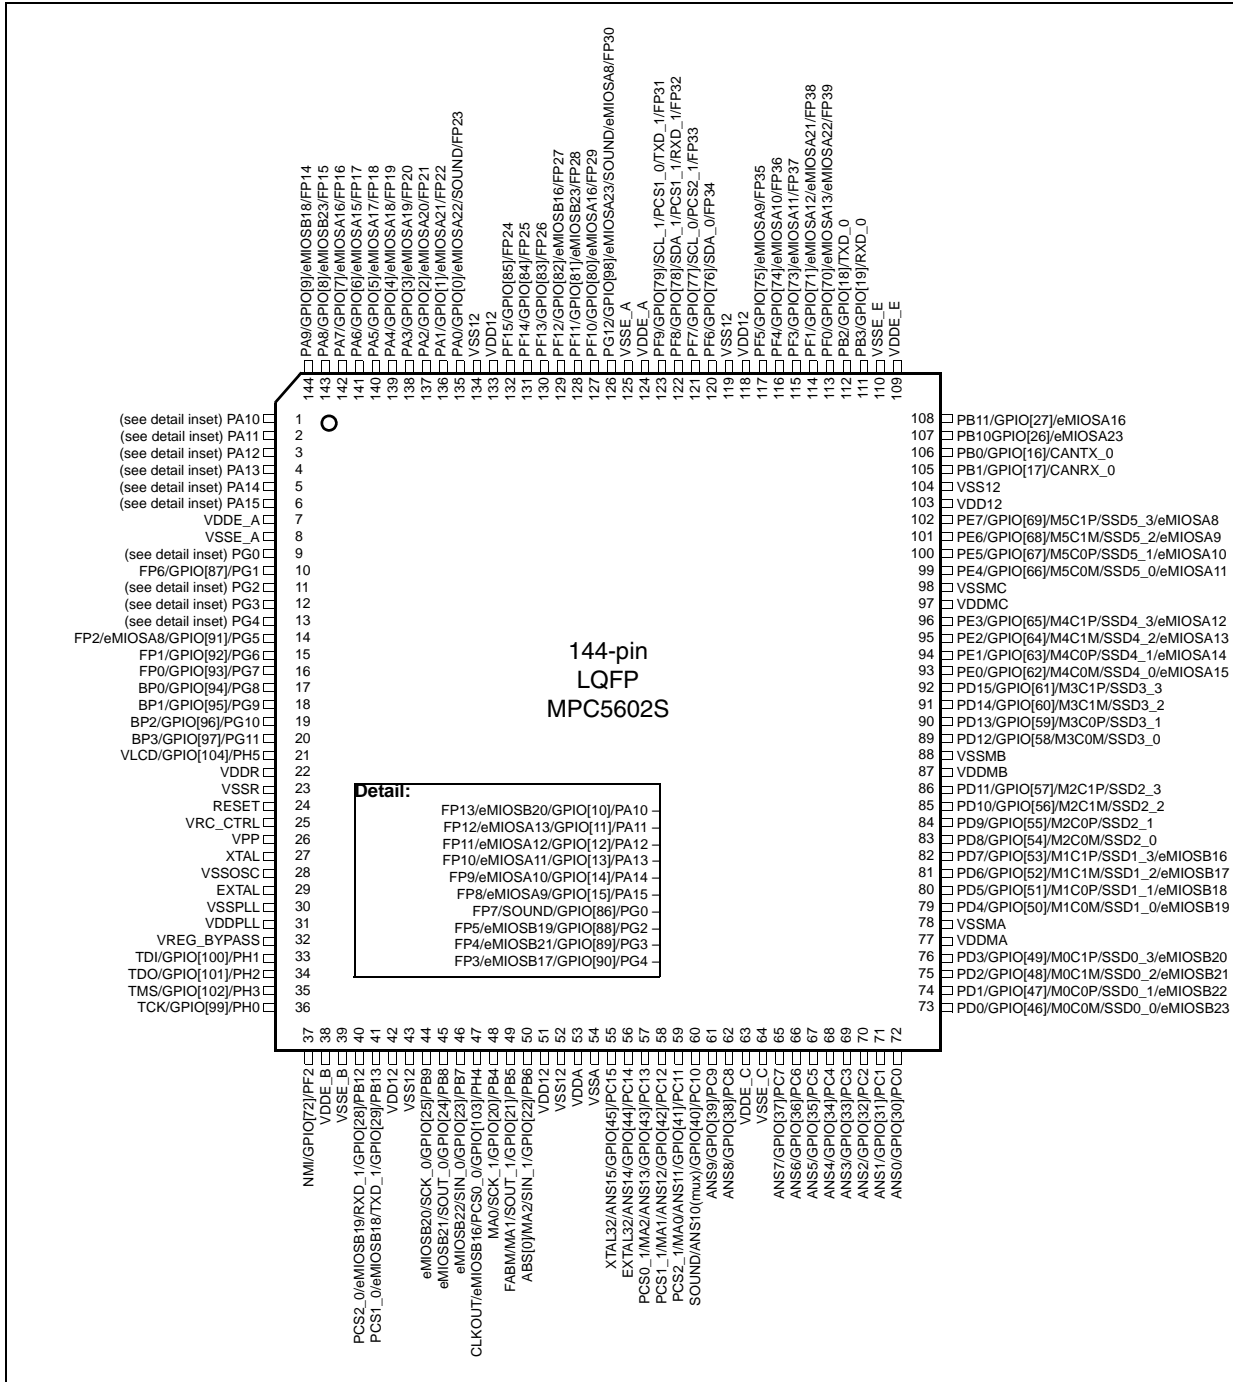 PA9/GPIO[9]/eMIOSB18/FP14
PA8/GPIO[8]/eMIOSB23/FP15
PA7/GPIO[7]/eMIOSA16/FP16
PA6/GPIO[6]/eMIOSA15/FP17
PA5/GPIO[5]/eMIOSA17/FP18
PA4/GPIO[4]/eMIOSA18/FP19
PA3/GPIO[3]/eMIOSA19/FP20
PA2/GPIO[2]/eMIOSA20/FP21
PA1/GPIO[1]/eMIOSA21/FP22
PA0/GPIO[0]/eMIOSA22/SOUND/FP23
VSS12
VDD12
PF15/GPIO[85]/FP24
PF14/GPIO[84]/FP25
PF13/GPIO[83]/FP26
PF12/GPIO[82]/eMIOSB16/FP27
PF11/GPIO[81]/eMIOSB23/FP28
PF10/GPIO[80]/eMIOSA16/FP29
PG12/GPIO[98]/eMIOSA23/SOUND/eMIOSA8/FP30
VSSE_A
VDDE_A
PF9/GPIO[79]/SCL_1/PCS1_0/TXD_1/FP31
PF8/GPIO[78]/SDA_1/PCS1_1/RXD_1/FP32
PF7/GPIO[77]/SCL_0/PCS2_1/FP33
PF6/GPIO[76]/SDA_0/FP34
VSS12
VDD12
PF5/GPIO[75]/eMIOSA9/FP35
PF4/GPIO[74]/eMIOSA10/FP36
PF3/GPIO[73]/eMIOSA11/FP37
PF1/GPIO[71]/eMIOSA12/eMIOSA21/FP38
PF0/GPIO[70]/eMIOSA13/eMIOSA22/FP39
PB2/GPIO[18]/TXD_0
PB3/GPIO[19]/RXD_0
VSSE_E
VDDE_E
144
143
142
141
140
139
138
137
136
135
134
133
132
131
130
129
128
127
126
125
124
123
122
121
120
119
118
117
116
115
114
113
112
111
110
109
(see detail inset) PA10 1
(see detail inset) PA11 2
(see detail inset) PA12 3
(see detail inset) PA13 4
(see detail inset) PA14 5
(see detail inset) PA15 6
VDDE_A 7
VSSE_A 8
(see detail inset) PG0 9
FP6/GPIO[87]/PG1 10
(see detail inset) PG2 11
(see detail inset) PG3 12
(see detail inset) PG4 13
FP2/eMIOSA8/GPIO[91]/PG5 14
FP1/GPIO[92]/PG6 15
FP0/GPIO[93]/PG7 16
BP0/GPIO[94]/PG8 17
BP1/GPIO[95]/PG9 18
BP2/GPIO[96]/PG10 19
BP3/GPIO[97]/PG11 20
VLCD/GPIO[104]/PH5 21
VDDR 22
VSSR 23
RESET 24
VRC_CTRL 25
VPP 26
XTAL 27
VSSOSC 28
EXTAL 29
VSSPLL 30
VDDPLL 31
VREG_BYPASS 32
TDI/GPIO[100]/PH1 33
TDO/GPIO[101]/PH2 34
TMS/GPIO[102]/PH3 35
TCK/GPIO[99]/PH0 36
144-pin
LQFP
MPC5602S
Detail:
FP13/eMIOSB20/GPIO[10]/PA10
FP12/eMIOSA13/GPIO[11]/PA11
FP11/eMIOSA12/GPIO[12]/PA12
FP10/eMIOSA11/GPIO[13]/PA13
FP9/eMIOSA10/GPIO[14]/PA14
FP8/eMIOSA9/GPIO[15]/PA15
FP7/SOUND/GPIO[86]/PG0
FP5/eMIOSB19/GPIO[88]/PG2
FP4/eMIOSB21/GPIO[89]/PG3
FP3/eMIOSB17/GPIO[90]/PG4
108 PB11/GPIO[27]/eMIOSA16
107 PB10GPIO[26]/eMIOSA23
106 PB0/GPIO[16]/CANTX_0
105 PB1/GPIO[17]/CANRX_0
104 VSS12
103 VDD12
102 PE7/GPIO[69]/M5C1P/SSD5_3/eMIOSA8
101 PE6/GPIO[68]/M5C1M/SSD5_2/eMIOSA9
100 PE5/GPIO[67]/M5C0P/SSD5_1/eMIOSA10
99 PE4/GPIO[66]/M5C0M/SSD5_0/eMIOSA11
98 VSSMC
97 VDDMC
96 PE3/GPIO[65]/M4C1P/SSD4_3/eMIOSA12
95 PE2/GPIO[64]/M4C1M/SSD4_2/eMIOSA13
94 PE1/GPIO[63]/M4C0P/SSD4_1/eMIOSA14
93 PE0/GPIO[62]/M4C0M/SSD4_0/eMIOSA15
92 PD15/GPIO[61]/M3C1P/SSD3_3
91 PD14/GPIO[60]/M3C1M/SSD3_2
90 PD13/GPIO[59]/M3C0P/SSD3_1
89 PD12/GPIO[58/M3C0M/SSD3_0
88 VSSMB
87 VDDMB
86 PD11/GPIO[57]/M2C1P/SSD2_3
85 PD10/GPIO[56]/M2C1M/SSD2_2
84 PD9/GPIO[55]/M2C0P/SSD2_1
83 PD8/GPIO[54]/M2C0M/SSD2_0
82 PD7/GPIO[53]/M1C1P/SSD1_3/eMIOSB16
81 PD6/GPIO[52]/M1C1M/SSD1_2/eMIOSB17
80 PD5/GPIO[51]/M1C0P/SSD1_1/eMIOSB18
79 PD4/GPIO[50]/M1C0M/SSD1_0/eMIOSB19
78 VSSMA
77 VDDMA
76 PD3/GPIO[49]/M0C1P/SSD0_3/eMIOSB20
75 PD2/GPIO[48]/M0C1M/SSD0_2/eMIOSB21
74 PD1/GPIO[47]/M0C0P/SSD0_1/eMIOSB22
73 PD0/GPIO[46]/M0C0M/SSD0_0/eMIOSB23
37
38
39
40
41
42
43
44
45
46
47
48
49
50
51
52
53
54
55
56
57
58
59
60
61
62
63
64
65
66
67
68
69
70
71
72
NMI/GPIO[72]/PF2
VDDE_B
VSSE_B
PCS2_0/eMIOSB19/RXD_1/GPIO[28]/PB12
PCS1_0/eMIOSB18/TXD_1/GPIO[29]/PB13
VDD12
VSS12
eMIOSB20/SCK_0/GPIO[25]/PB9
eMIOSB21/SOUT_0/GPIO[24]/PB8
eMIOSB22/SIN_0/GPIO[23]/PB7
CLKOUT/eMIOSB16/PCS0_0/GPIO[103]/PH4
MA0/SCK_1/GPIO[20]/PB4
FABM/MA1/SOUT_1/GPIO[21]/PB5
ABS[0]/MA2/SIN_1/GPIO[22]/PB6
VDD12
VSS12
VDDA
VSSA
XTAL32/ANS15/GPIO[45]/PC15
EXTAL32/ANS14/GPIO[44]/PC14
PCS0_1/MA2/ANS13/GPIO[43]/PC13
PCS1_1/MA1/ANS12/GPIO[42]/PC12
PCS2_1/MA0/ANS11/GPIO[41]/PC11
SOUND/ANS10(mux)/GPIO[40]/PC10
ANS9/GPIO[39]/PC9
ANS8/GPIO[38]/PC8
VDDE_C
VSSE_C
ANS7/GPIO[37]/PC7
ANS6/GPIO[36]/PC6
ANS5/GPIO[35]/PC5
ANS4/GPIO[34]/PC4
ANS3/GPIO[33]/PC3
ANS2/GPIO[32]/PC2
ANS1/GPIO[31]/PC1
ANS0/GPIO[30]/PC0